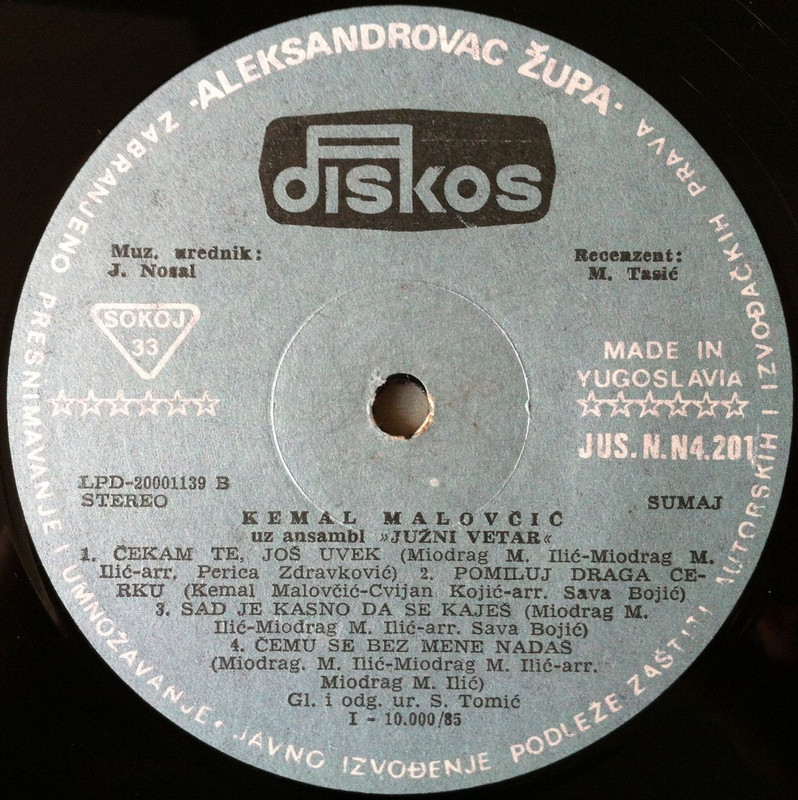 ·ALEKSANDROVAC ŽUPA·
ZABRANJENO PRESNIMAVANJE I UMNOŽAVANJE· JAVNO IZVOĐENJE PODLEŽE ZAŠTITI AUTORSKIH I IZVOĐAČKIH PRAVA
diskos
Muz. urednik:
J. Nosal
Recenzent:
M. Tasić
SOKOJ
33
MADE IN
YUGOSLAVIA
JUS.N.N4.201
LPD-20001139 B
STEREO
SUMAJ
KEMAL MALOVČIĆ
uz ansambl »JUŽNI VETAR«
1. ČEKAM TE, JOŠ UVEK (Miodrag M. Ilić-Miodrag M.
Ilić-arr. Perica Zdravković) 2. POMILUJ DRAGA ĆE-
RKU (Kemal Malovčić-Cvijan Kojić-arr. Sava Bojić)
3. SAD JE KASNO DA SE KAJEŠ (Miodrag M.
Ilić-Miodrag M. Ilić-arr. Sava Bojić)
4. ČEMU SE BEZ MENE NADAŠ
(Miodrag. M. Ilić-Miodrag M. Ilić-arr.
Miodrag M. Ilić)
Gl. i odg. ur. S. Tomić
I - 10.000/85